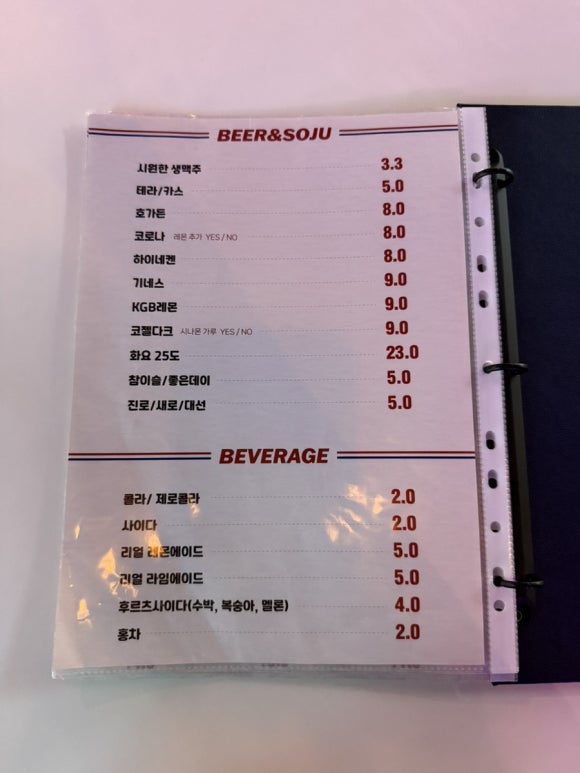 BEER&SOJU
시원한 생맥주 3.3
테라/카스 5.0
호가든 8.0
코로나 레몬 추가 YES / NO 8.0
하이네켄 8.0
기네스 9.0
KGB레몬 9.0
코젤다크 시나몬 가루 YES / NO 9.0
화요 25도 23.0
참이슬/좋은데이 5.0
진로/새로/대선 5.0
BEVERAGE
콜라/ 제로콜라 2.0
사이다 2.0
리얼 레몬에이드 5.0
리얼 라임에이드 5.0
후르츠사이다(수박, 복숭아, 멜론) 4.0
홍차 2.0